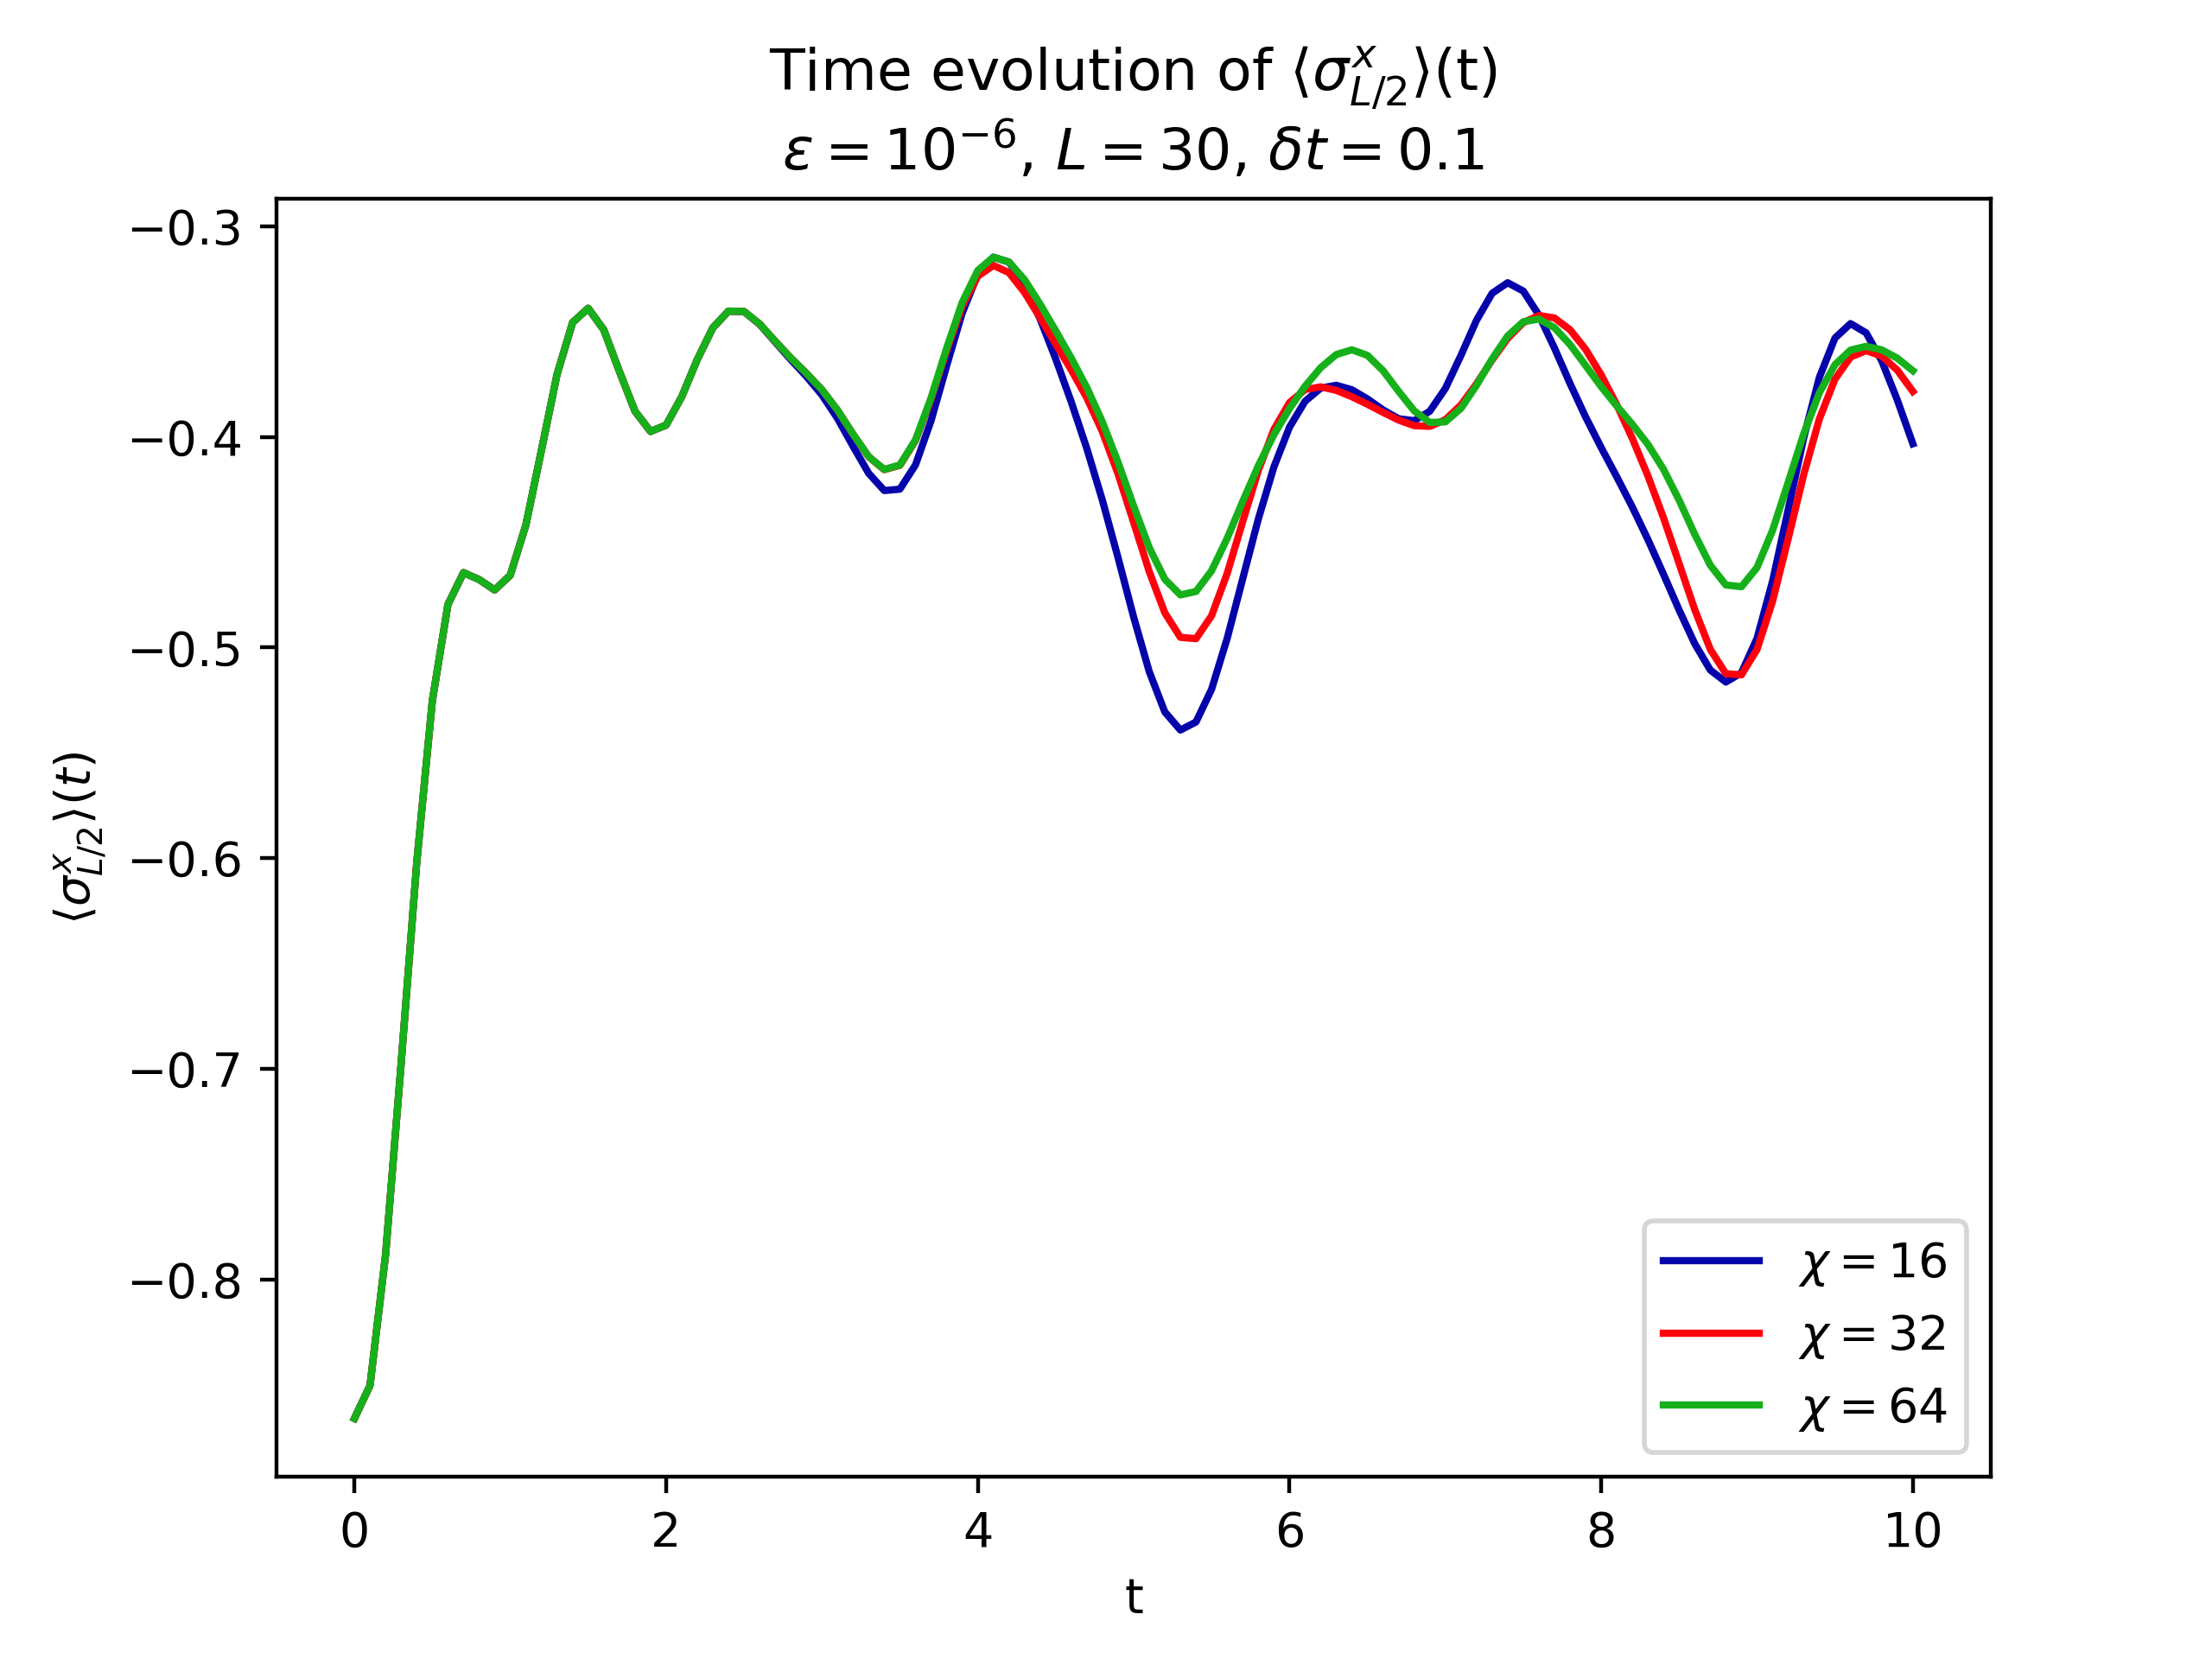 Time evolution of ⟨σ^x_{L/2}⟩(t)
ε = 10^{−6}, L = 30, δt = 0.1
⟨σ^x_{L/2}⟩(t)
−0.3
−0.4
−0.5
−0.6
−0.7
−0.8
0 2 4 6 8 10
t
χ = 16
χ = 32
χ = 64